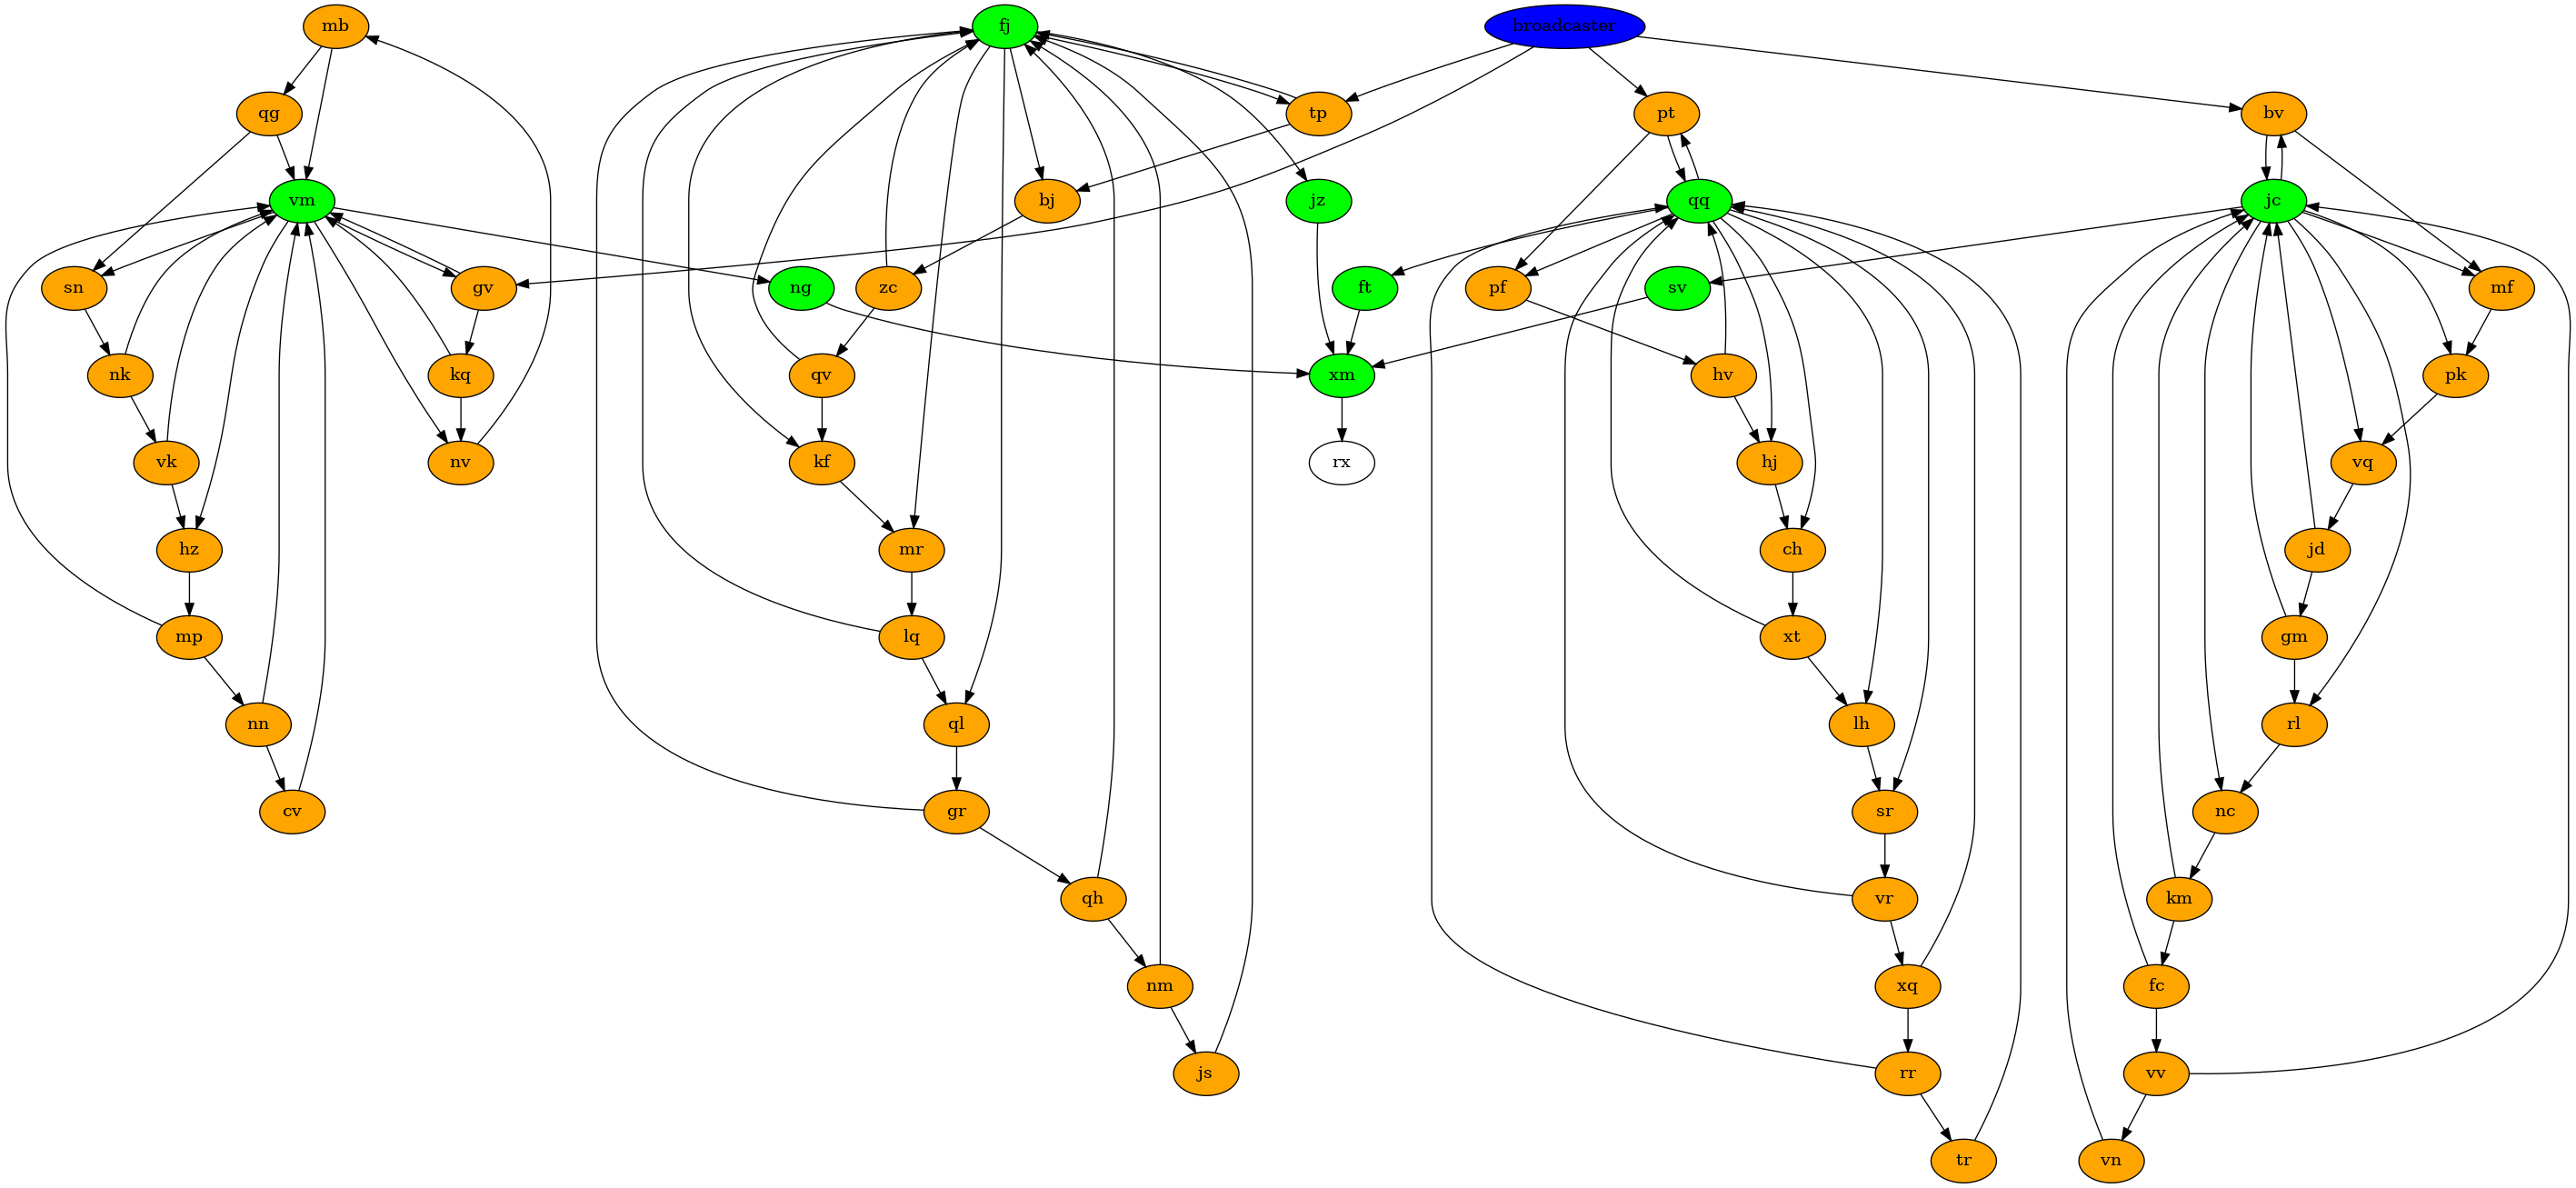 mb
fj
broadcaster
qg
tp
pt
bv
vm
bj
jz
qq
jc
sn
gv
ng
zc
ft
pf
sv
mf
nk
kq
qv
xm
hv
pk
vk
nv
kf
rx
hj
vq
hz
mr
ch
jd
mp
lq
xt
gm
nn
ql
lh
rl
cv
gr
sr
nc
qh
vr
km
nm
xq
fc
js
rr
vv
tr
vn